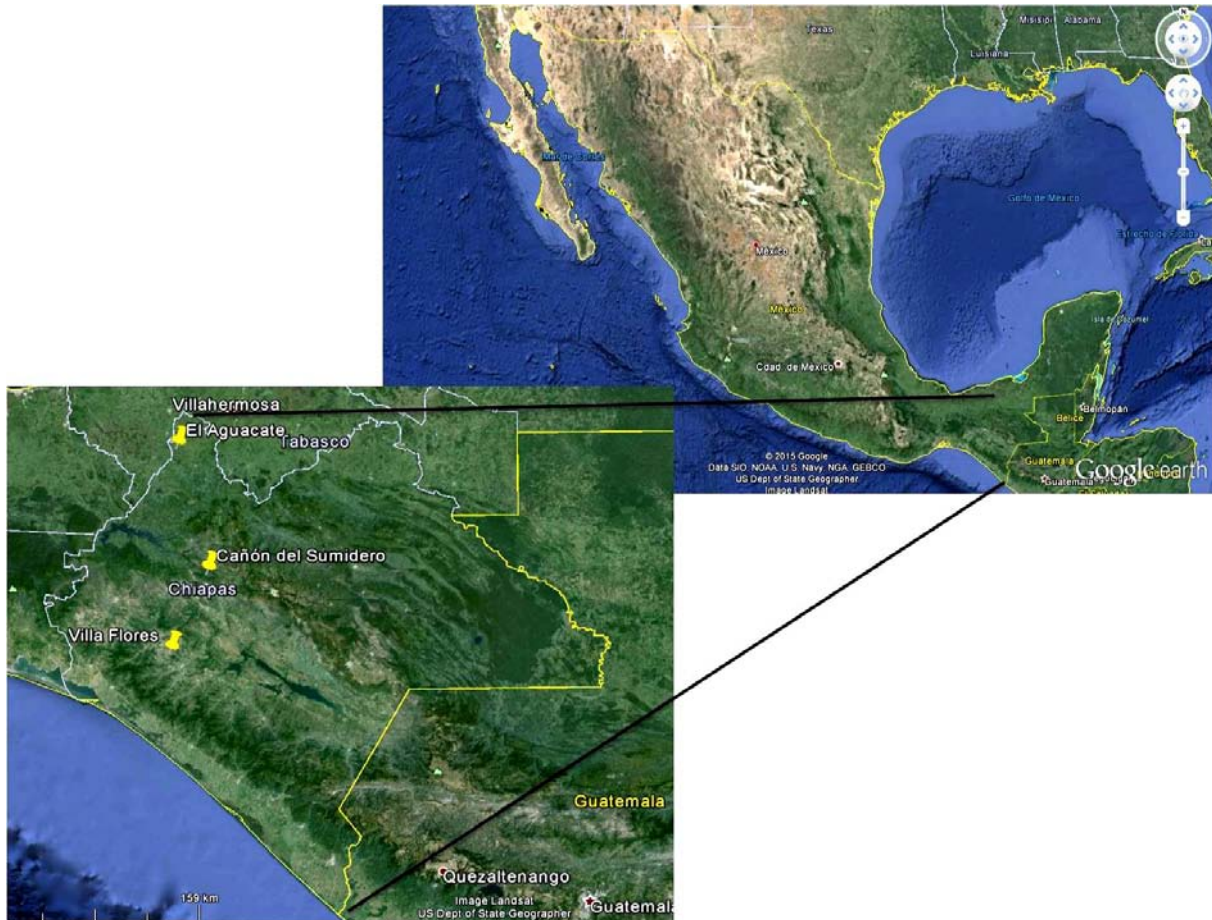 Misisipi Alabama
Texas
Luisiana
Mar de Cortés
Golfo de México
Estrecho de Florida
La
México
México
Isla de Cozumel
Cdad. de México
Belmopán
Belice
© 2015 Google
Data SIO, NOAA, U.S. Navy, NGA, GEBCO
US Dept of State Geographer
Image Landsat
Guatemala
Guatemala
Google earth
N
Villahermosa
El Aguacate
Tabasco
Cañón del Sumidero
Chiapas
Villa Flores
Guatemala
Quezaltenango
159 km
Image Landsat
US Dept of State Geographer
Guatemala